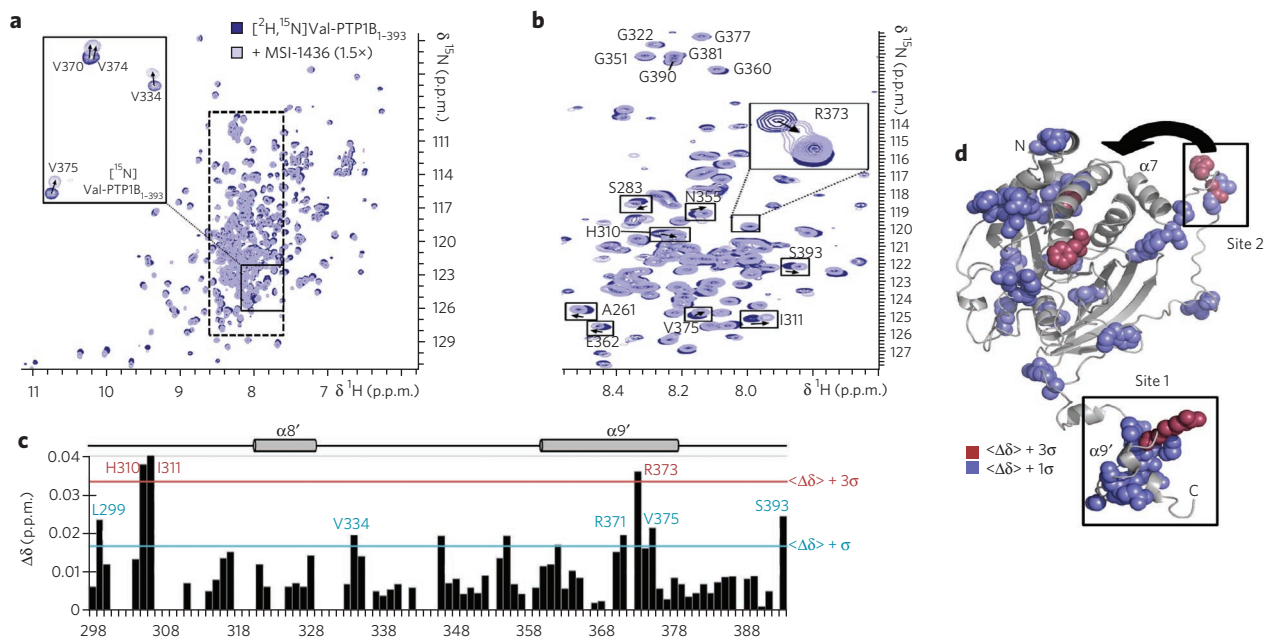 a
[²H,¹⁵N]Val-PTP1B₁₋₃₉₃
+ MSI-1436 (1.5×)
V370 V374
V334
V375
[¹⁵N]
Val-PTP1B₁₋₃₉₃
δ ¹⁵N (p.p.m.)
111
114
117
120
123
126
129
11 10 9 8 7 δ ¹H (p.p.m.)
b
G322 G377
G351 G381
G390 G360
R373
S283 N355
H310
S393
A261
V375 I311
E362
δ ¹⁵N (p.p.m.)
114
115
116
117
118
119
120
121
122
123
124
125
126
127
8.4 8.2 8.0 δ ¹H (p.p.m.)
c
α8′ α9′
Δδ (p.p.m.)
0.04
0.03
0.02
0.01
0
H310 I311 R373
<Δδ> + 3σ
L299 V334 R371 V375 S393
<Δδ> + σ
298 308 318 328 338 348 358 368 378 388
d
N
α7
Site 2
Site 1
α9′
C
<Δδ> + 3σ
<Δδ> + 1σ